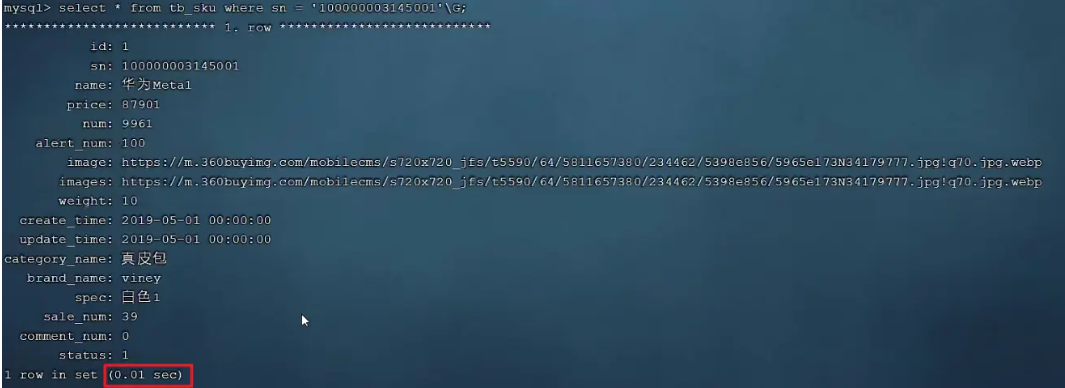 mysql> select * from tb_sku where sn = '100000003145001'\G;
*************************** 1. row ***************************
id: 1
sn: 100000003145001
name: 华为Meta1
price: 87901
num: 9961
alert_num: 100
image: https://m.360buyimg.com/mobilecms/s720x720_jfs/t5590/64/5811657380/234462/5398e856/5965e173N34179777.jpg!q70.jpg.webp
images: https://m.360buyimg.com/mobilecms/s720x720_jfs/t5590/64/5811657380/234462/5398e856/5965e173N34179777.jpg!q70.jpg.webp
weight: 10
create_time: 2019-05-01 00:00:00
update_time: 2019-05-01 00:00:00
category_name: 真皮包
brand_name: viney
spec: 白色1
sale_num: 39
comment_num: 0
status: 1
1 row in set (0.01 sec)